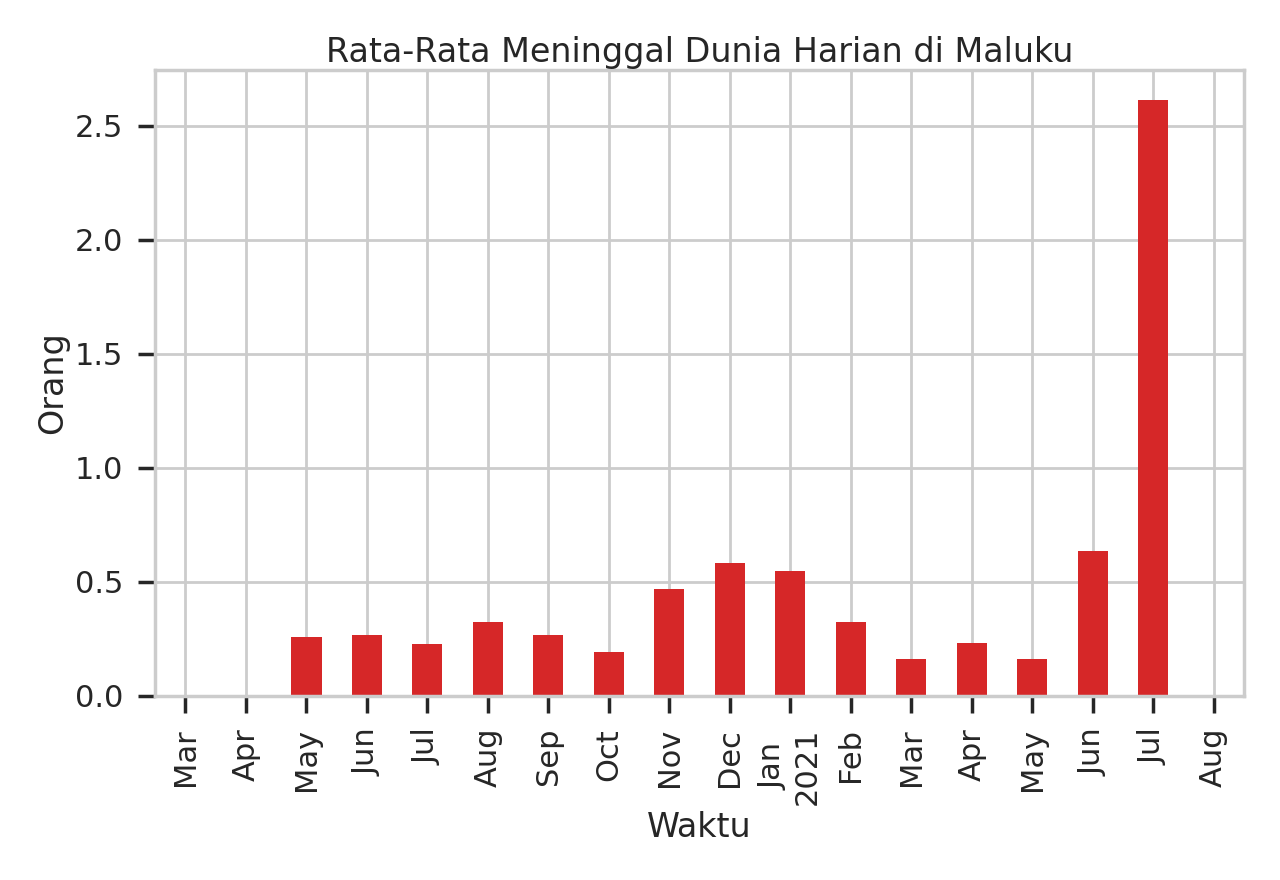 Rata-Rata Meninggal Dunia Harian di Maluku
Orang
2.5
2.0
1.5
1.0
0.5
0.0
Mar
Apr
May
Jun
Jul
Aug
Sep
Oct
Nov
Dec
Jan
2021
Feb
Mar
Apr
May
Jun
Jul
Aug
Waktu